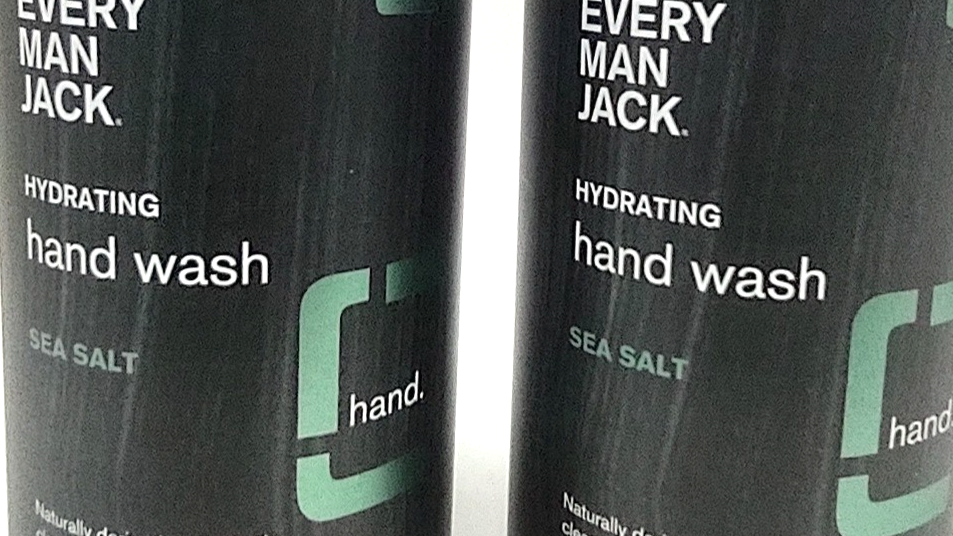 EVERY
MAN
JACK.
HYDRATING
hand wash
SEA SALT
hand.
Naturally
EVERY
MAN
JACK.
HYDRATING
hand wash
SEA SALT
hand.
Naturally